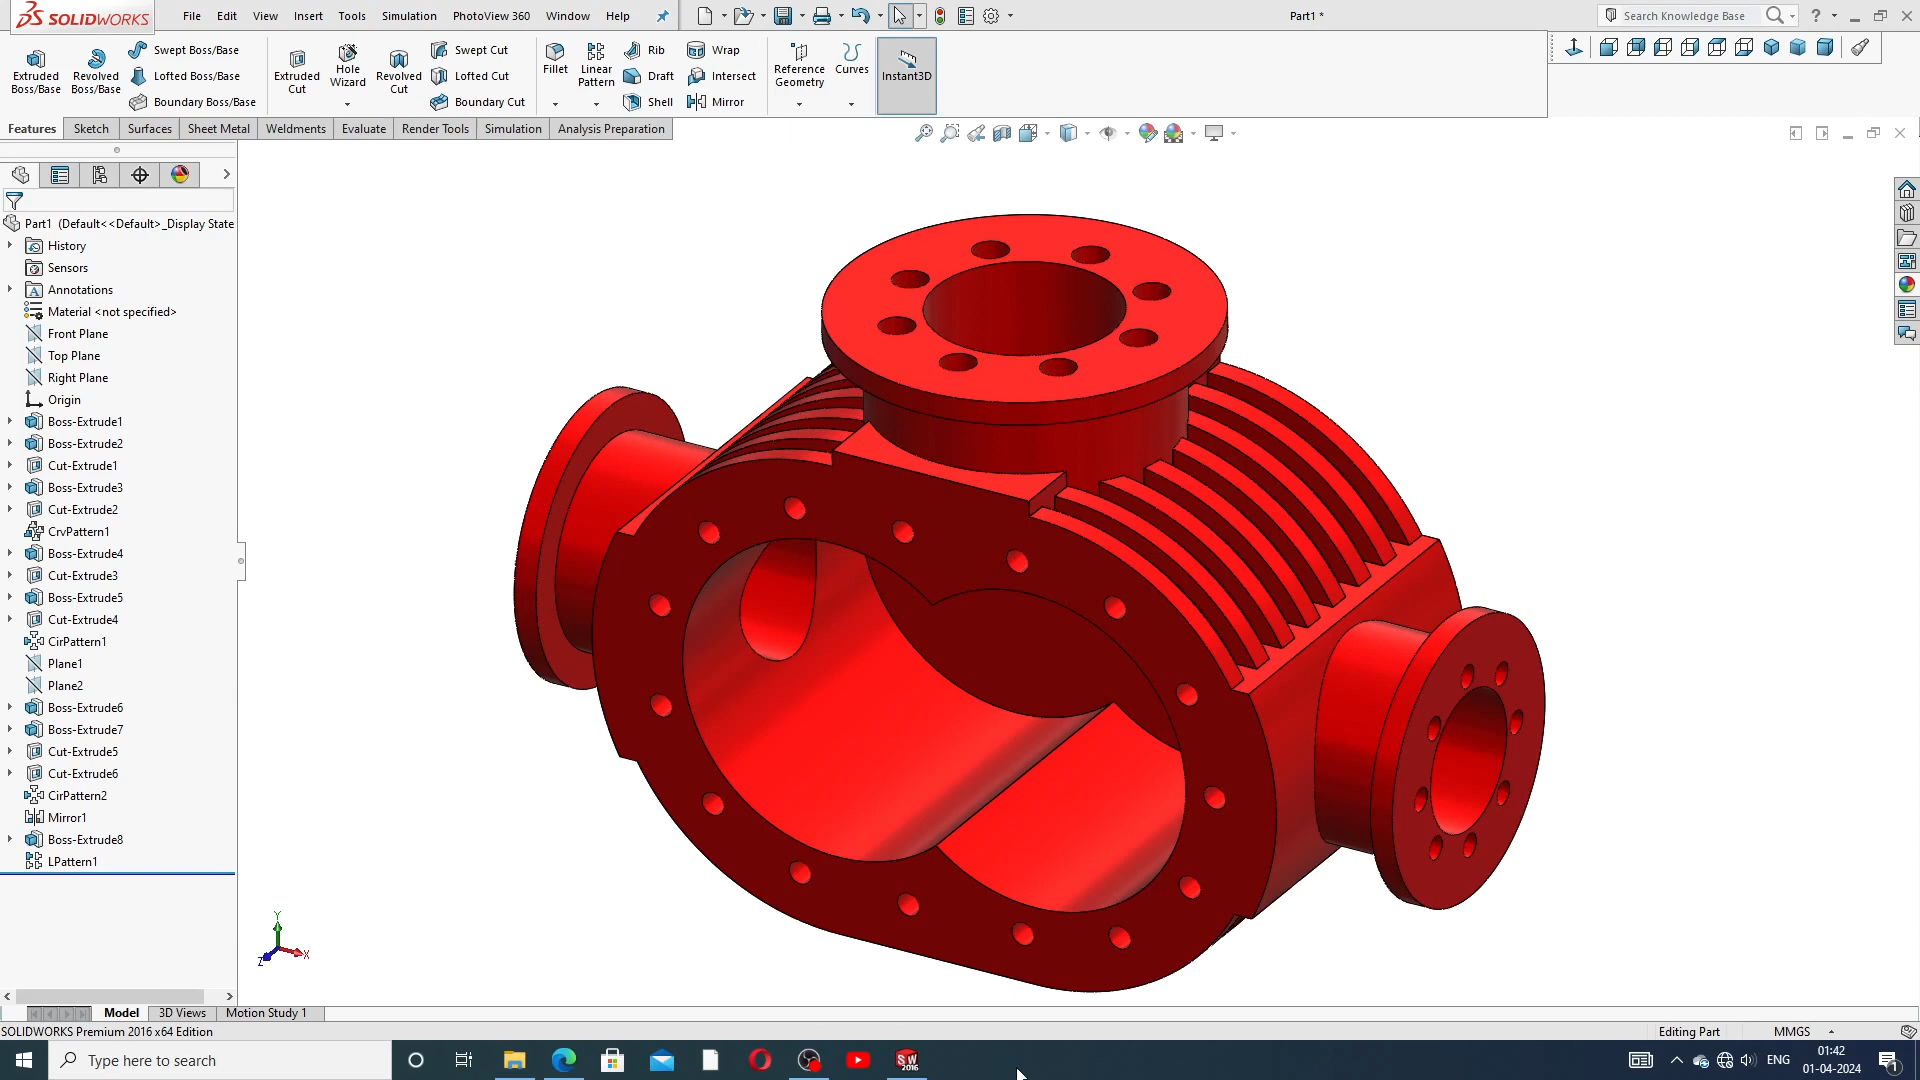 SOLIDWORKS
File Edit View Insert Tools Simulation PhotoView 360 Window Help
Part1 *
Search Knowledge Base
Extruded Boss/Base
Revolved Boss/Base
Swept Boss/Base
Lofted Boss/Base
Boundary Boss/Base
Extruded Cut
Hole Wizard
Revolved Cut
Swept Cut
Lofted Cut
Boundary Cut
Fillet
Linear Pattern
Rib
Draft
Shell
Wrap
Intersect
Mirror
Reference Geometry
Curves
Instant3D
Features Sketch Surfaces Sheet Metal Weldments Evaluate Render Tools Simulation Analysis Preparation
Part1 (Default<<Default>_Display State
History
Sensors
Annotations
Material <not specified>
Front Plane
Top Plane
Right Plane
Origin
Boss-Extrude1
Boss-Extrude2
Cut-Extrude1
Boss-Extrude3
Cut-Extrude2
CrvPattern1
Boss-Extrude4
Cut-Extrude3
Boss-Extrude5
Cut-Extrude4
CirPattern1
Plane1
Plane2
Boss-Extrude6
Boss-Extrude7
Cut-Extrude5
Cut-Extrude6
CirPattern2
Mirror1
Boss-Extrude8
LPattern1
Y
X
Z
Model 3D Views Motion Study 1
SOLIDWORKS Premium 2016 x64 Edition
Editing Part MMGS
Type here to search
SW
2016
ENG
01:42
01-04-2024
1